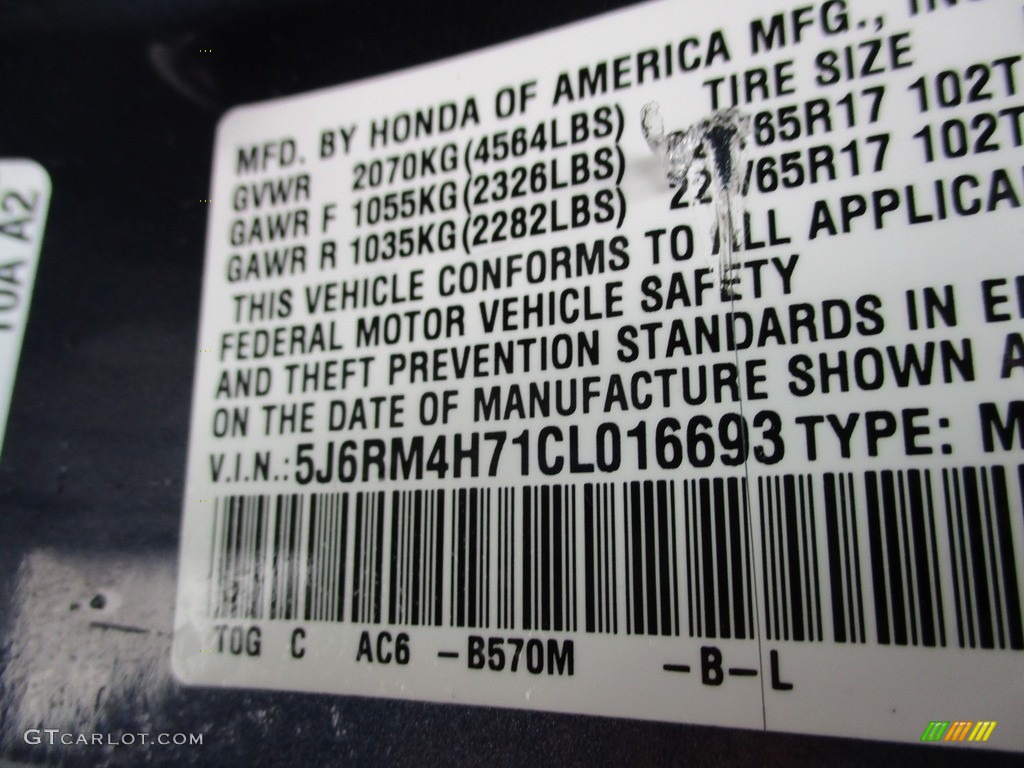 MFD. BY HONDA OF AMERICA MFG.,
TIRE SIZE
GVWR 2070KG(4564LBS)
GAWR F 1055KG(2326LBS) 65R17 102T
GAWR R 1035KG(2282LBS) /65R17 102T
THIS VEHICLE CONFORMS TO ALL APPLICA
FEDERAL MOTOR VEHICLE SAFETY
AND THEFT PREVENTION STANDARDS IN E
ON THE DATE OF MANUFACTURE SHOWN A
V.I.N.: 5J6RM4H71CL016693 TYPE: M
TOG C AC6 -B570M -B-L
10A A2
GTCARLOT.COM